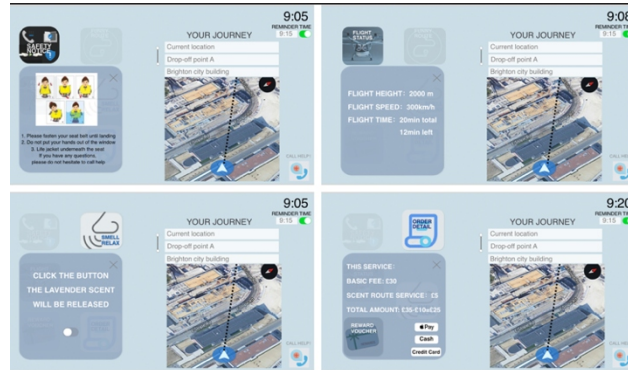 9:05
REMINDER TIME
9:15
SAFETY
NOTICE
YOUR JOURNEY
Current location
Drop-off point A
Brighton city building
1. Please fasten your seat belt until landing
2. Do not put your hands out of the window
3. Life jacket underneath the seat
If you have any questions,
please do not hesitate to call help
CALL HELP!
9:08
REMINDER TIME
9:15
FLIGHT
STATUS
YOUR JOURNEY
Current location
Drop-off point A
Brighton city building
FLIGHT HEIGHT: 2000 m
FLIGHT SPEED: 300km/h
FLIGHT TIME: 20min total
12min left
CALL HELP!
9:05
REMINDER TIME
9:15
SMELL
RELAX
YOUR JOURNEY
Current location
Drop-off point A
Brighton city building
CLICK THE BUTTON
THE LAVENDER SCENT
WILL BE RELEASED
CALL HELP!
9:20
REMINDER TIME
9:15
ORDER
DETAIL
YOUR JOURNEY
Current location
Drop-off point A
Brighton city building
THIS SERVICE:
BASIC FEE: £30
SCENT ROUTE SERVICE: £5
TOTAL AMOUNT:
REWARD
VOUCHER
Pay
Cash
Credit Card
CALL HELP!